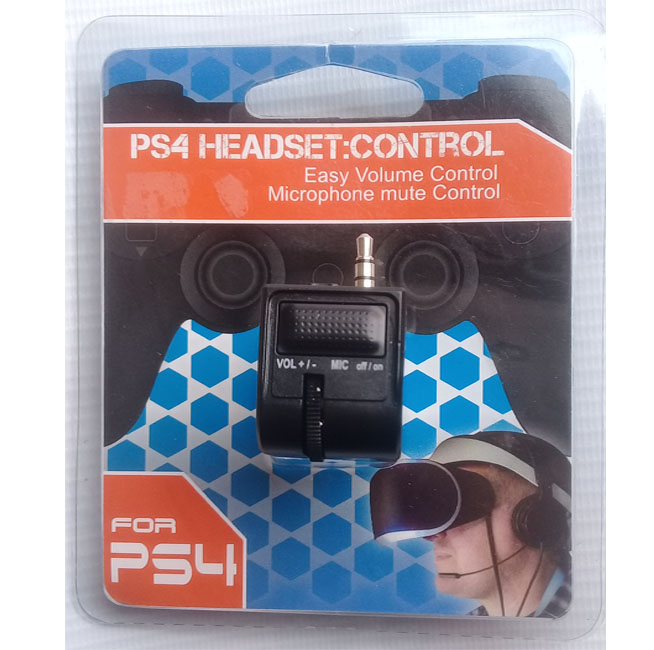 PS4 HEADSET:CONTROL
Easy Volume Control
Microphone mute Control
VOL + / - MIC off / on
FOR
PS4